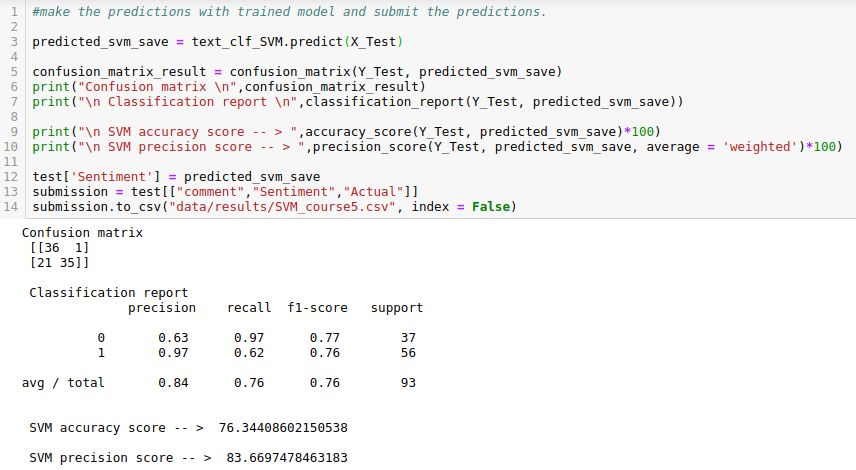 1 #make the predictions with trained model and submit the predictions.
2
3 predicted_svm_save = text_clf_SVM.predict(X_Test)
4
5 confusion_matrix_result = confusion_matrix(Y_Test, predicted_svm_save)
6 print("Confusion matrix \n",confusion_matrix_result)
7 print("\n Classification report \n",classification_report(Y_Test, predicted_svm_save))
8
9 print("\n SVM accuracy score -- > ",accuracy_score(Y_Test, predicted_svm_save)*100)
10 print("\n SVM precision score -- > ",precision_score(Y_Test, predicted_svm_save, average = 'weighted')*100)
11
12 test['Sentiment'] = predicted_svm_save
13 submission = test[["comment","Sentiment","Actual"]]
14 submission.to_csv("data/results/SVM_course5.csv", index = False)
Confusion matrix
[[36 1]
[21 35]]
Classification report
precision recall f1-score support
0 0.63 0.97 0.77 37
1 0.97 0.62 0.76 56
avg / total 0.84 0.76 0.76 93
SVM accuracy score -- > 76.34408602150538
SVM precision score -- > 83.6697478463183